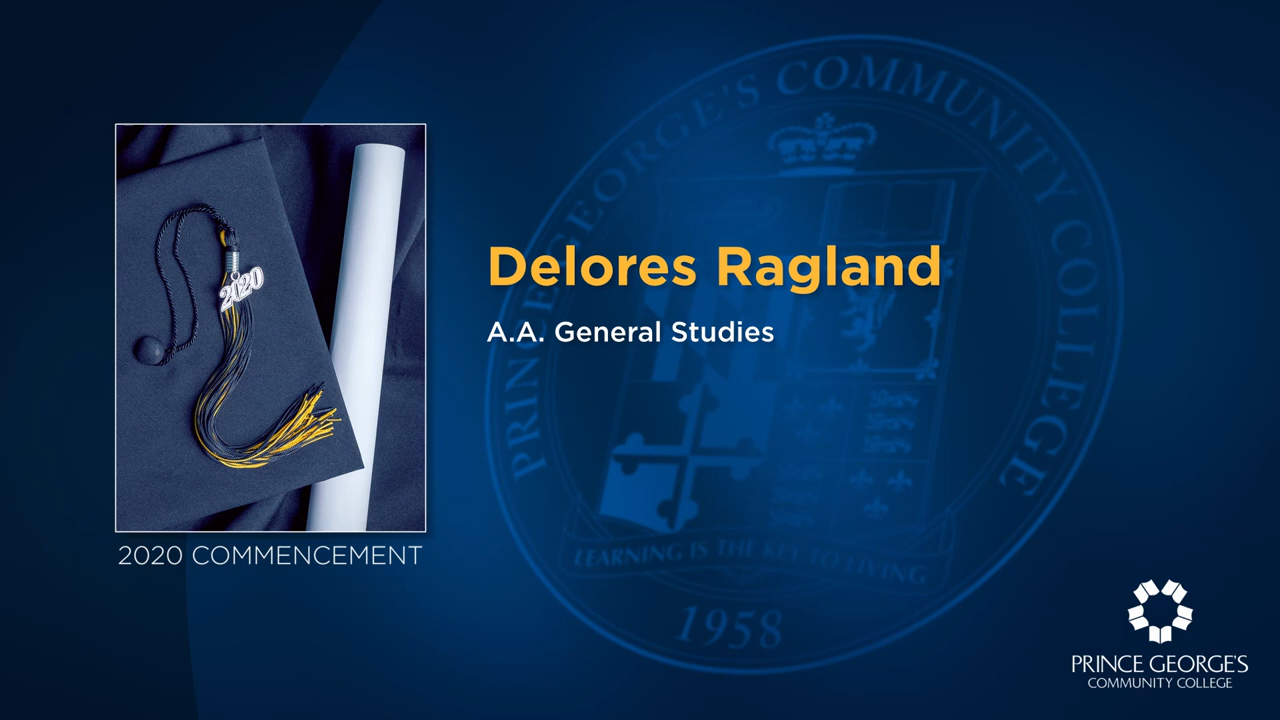 PRINCE GEORGE'S COMMUNITY COLLEGE
2020
Delores Ragland
A.A. General Studies
2020 COMMENCEMENT
LEARNING IS THE KEY TO LIVING
1958
PRINCE GEORGE'S
COMMUNITY COLLEGE